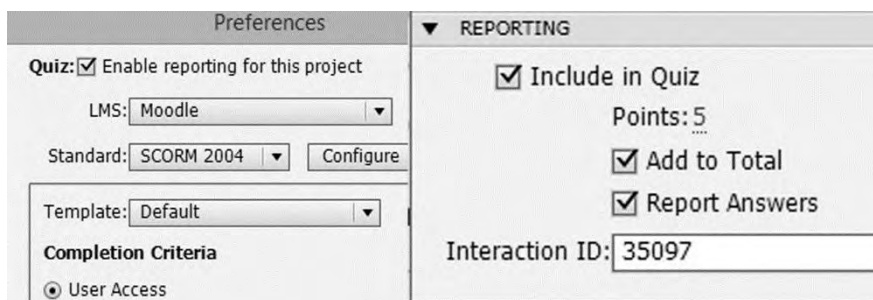 Preferences
Quiz: Enable reporting for this project
LMS: Moodle
Standard: SCORM 2004 Configure
Template: Default
Completion Criteria
User Access
REPORTING
Include in Quiz
Points: 5
Add to Total
Report Answers
Interaction ID: 35097